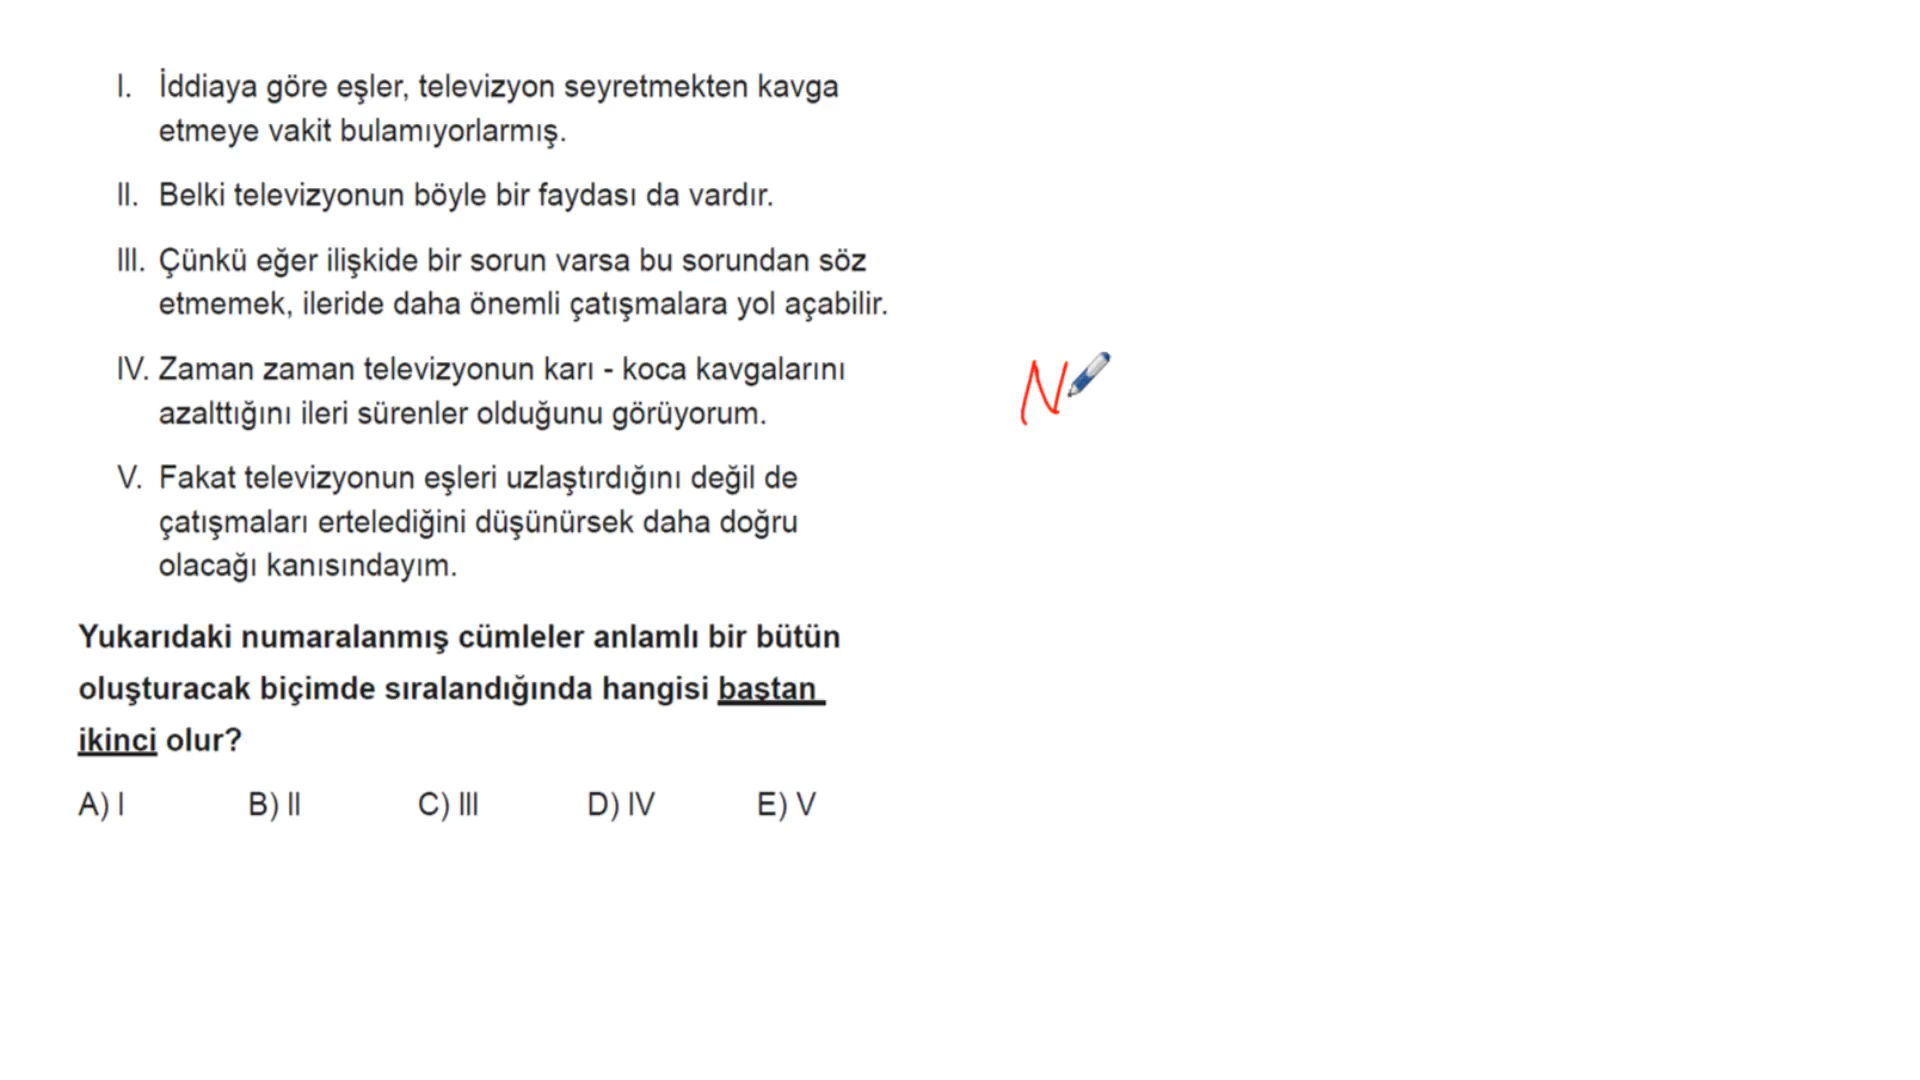 I. İddiaya göre eşler, televizyon seyretmekten kavga
etmeye vakit bulamıyorlarmış.
II. Belki televizyonun böyle bir faydası da vardır.
III. Çünkü eğer ilişkide bir sorun varsa bu sorundan söz
etmemek, ileride daha önemli çatışmalara yol açabilir.
IV. Zaman zaman televizyonun karı - koca kavgalarını
azalttığını ileri sürenler olduğunu görüyorum.
V. Fakat televizyonun eşleri uzlaştırdığını değil de
çatışmaları ertelediğini düşünürsek daha doğru
olacağı kanısındayım.
Yukarıdaki numaralanmış cümleler anlamlı bir bütün
oluşturacak biçimde sıralandığında hangisi baştan
ikinci olur?
A) I B) II C) III D) IV E) V
N